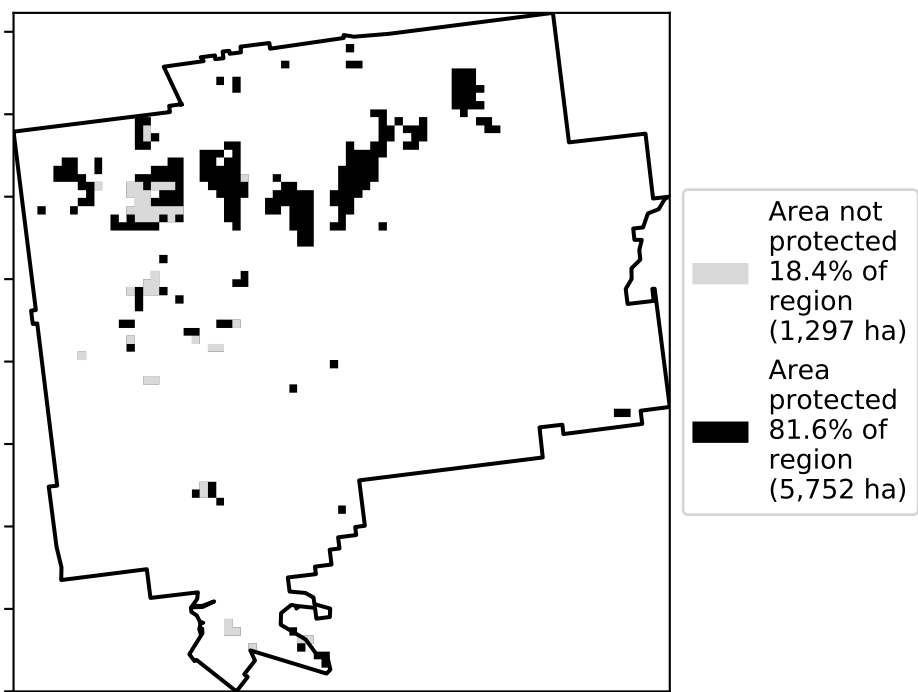 Area not
protected
18.4% of
region
(1,297 ha)
Area
protected
81.6% of
region
(5,752 ha)